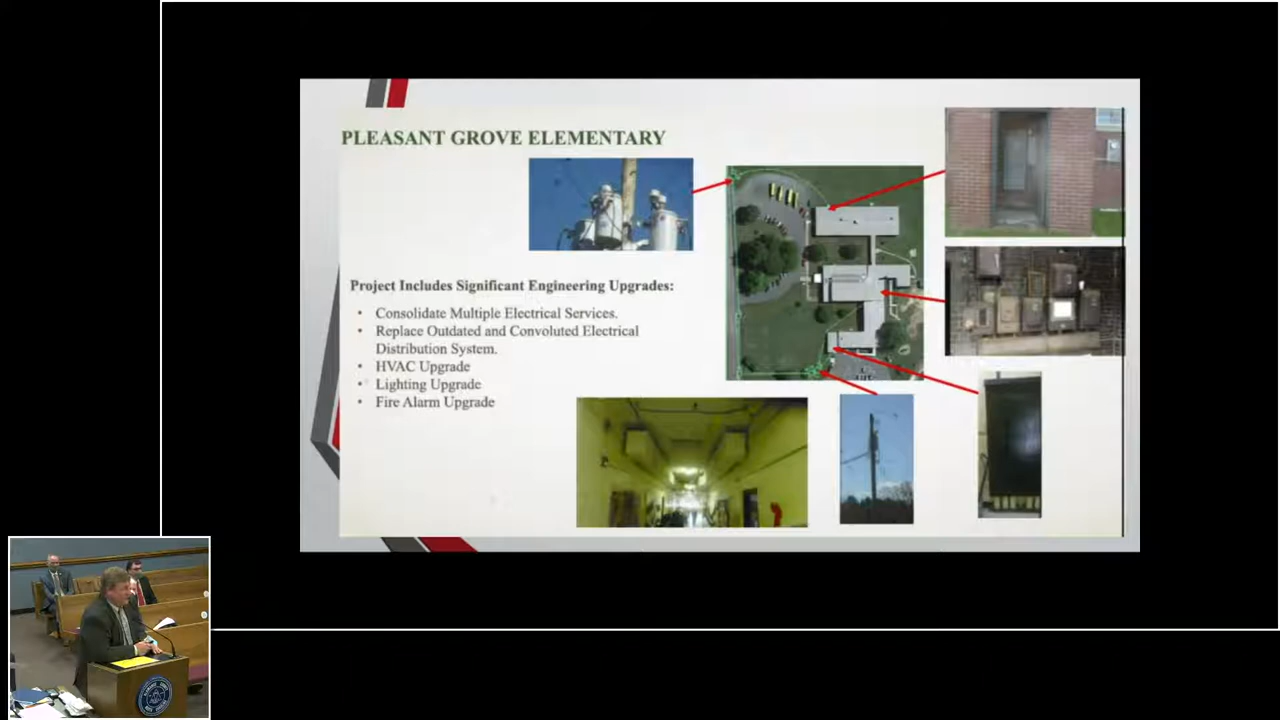 PLEASANT GROVE ELEMENTARY
Project Includes Significant Engineering Upgrades:
• Consolidate Multiple Electrical Services.
• Replace Outdated and Convoluted Electrical
Distribution System.
• HVAC Upgrade
• Lighting Upgrade
• Fire Alarm Upgrade